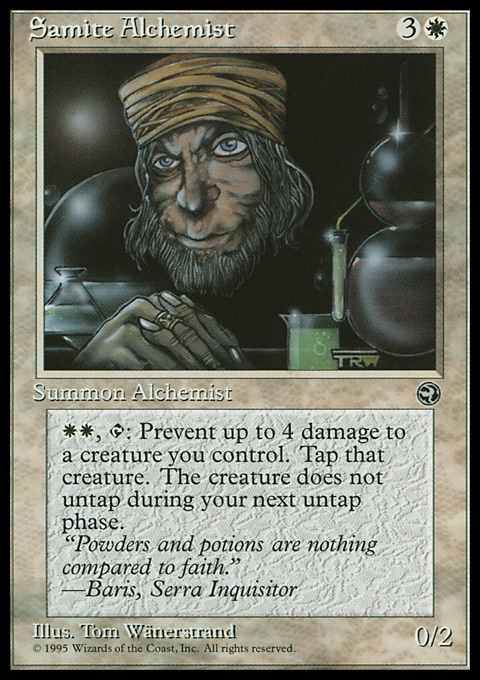 Samite Alchemist 3
Summon Alchemist
, : Prevent up to 4 damage to
a creature you control. Tap that
creature. The creature does not
untap during your next untap
phase.
“Powders and potions are nothing
compared to faith.”
—Baris, Serra Inquisitor
TRW
Illus. Tom Wänerstrand
0/2
© 1995 Wizards of the Coast, Inc. All rights reserved.